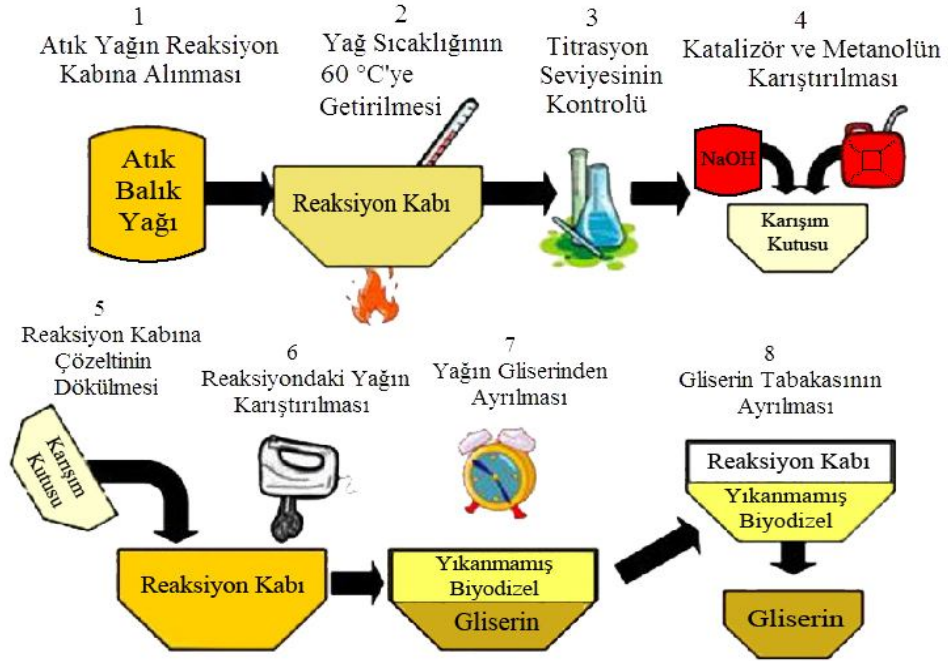 1
Atık Yağın Reaksiyon
Kabına Alınması
2
Yağ Sıcaklığının
60 °C'ye
Getirilmesi
3
Titrasyon
Seviyesinin
Kontrolü
4
Katalizör ve Metanolün
Karıştırılması
Atık
Balık
Yağı
Reaksiyon Kabı
NaOH
Karışım
Kutusu
5
Reaksiyon Kabına
Çözeltinin
Dökülmesi
6
Reaksiyondaki Yağın
Karıştırılması
7
Yağın Gliserinden
Ayrılması
8
Gliserin Tabakasının
Ayrılması
Karışım
Kutusu
Reaksiyon Kabı
Yıkanmamış
Biyodizel
Gliserin
Reaksiyon Kabı
Yıkanmamış
Biyodizel
Gliserin